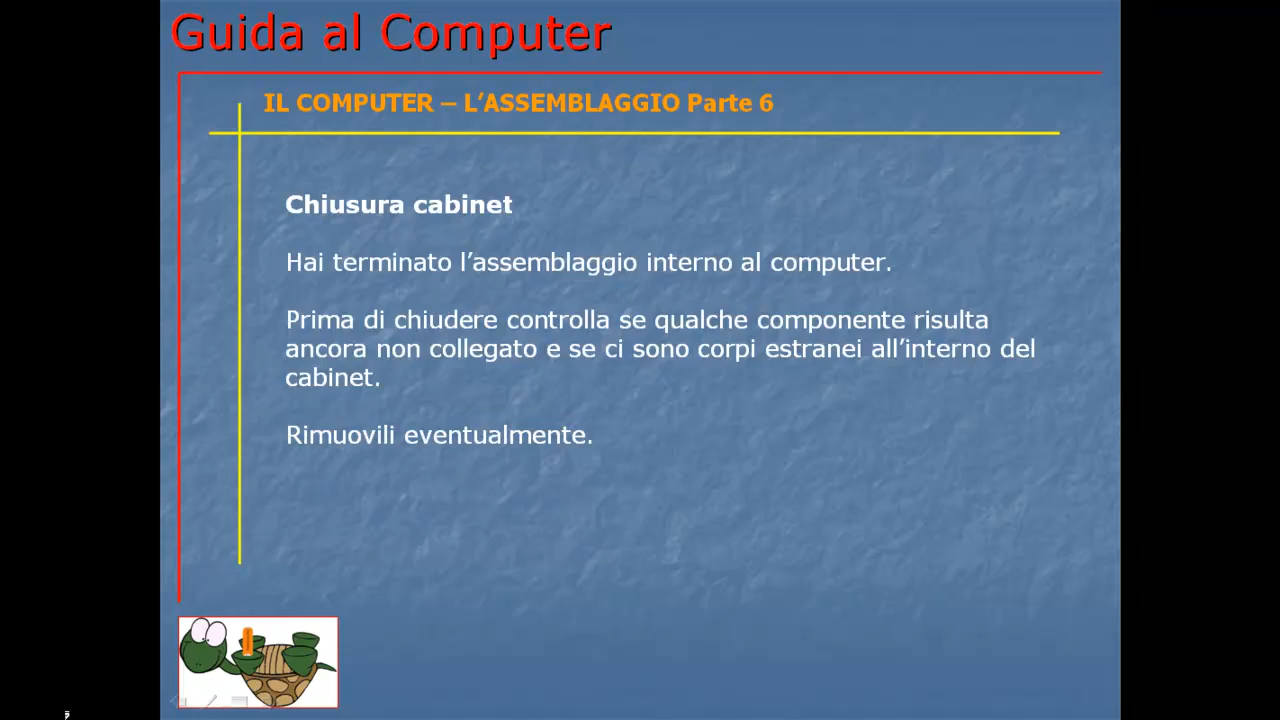 Guida al Computer
IL COMPUTER – L’ASSEMBLAGGIO Parte 6
Chiusura cabinet
Hai terminato l’assemblaggio interno al computer.
Prima di chiudere controlla se qualche componente risulta
ancora non collegato e se ci sono corpi estranei all’interno del
cabinet.
Rimuovili eventualmente.